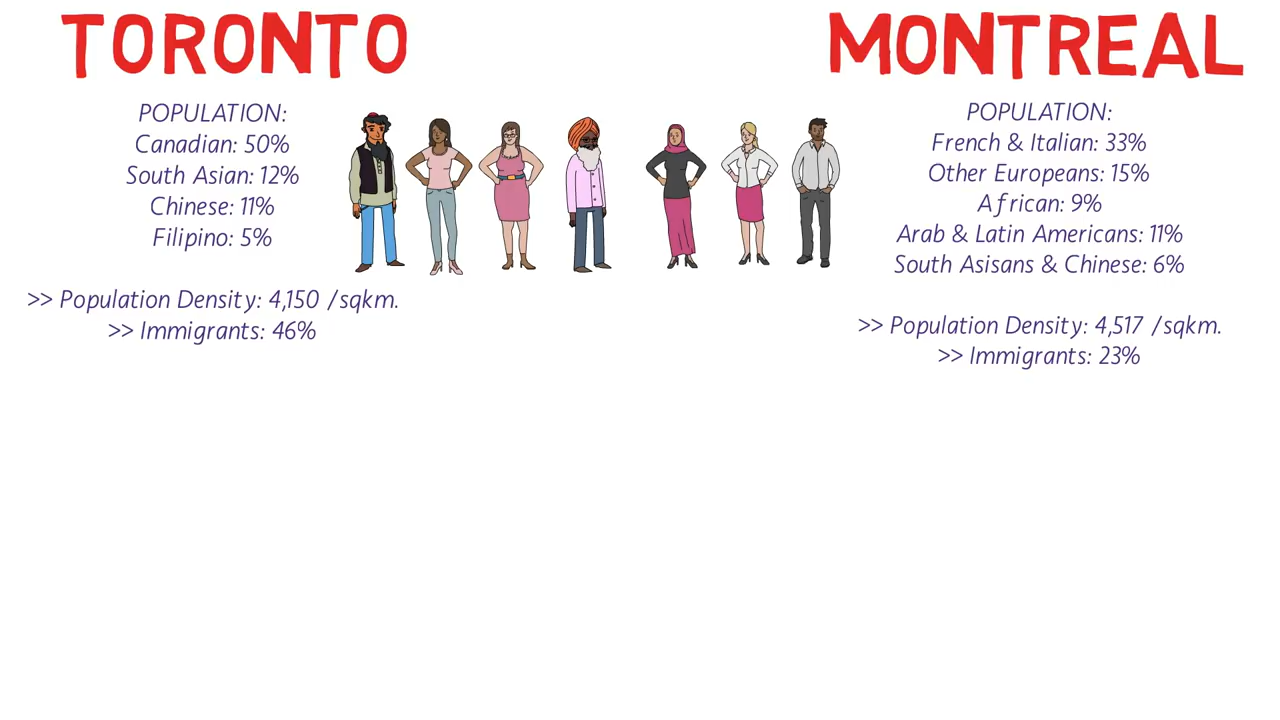 TORONTO
POPULATION:
Canadian: 50%
South Asian: 12%
Chinese: 11%
Filipino: 5%
>> Population Density: 4,150 /sqkm.
>> Immigrants: 46%
MONTREAL
POPULATION:
French & Italian: 33%
Other Europeans: 15%
African: 9%
Arab & Latin Americans: 11%
South Asisans & Chinese: 6%
>> Population Density: 4,517 /sqkm.
>> Immigrants: 23%